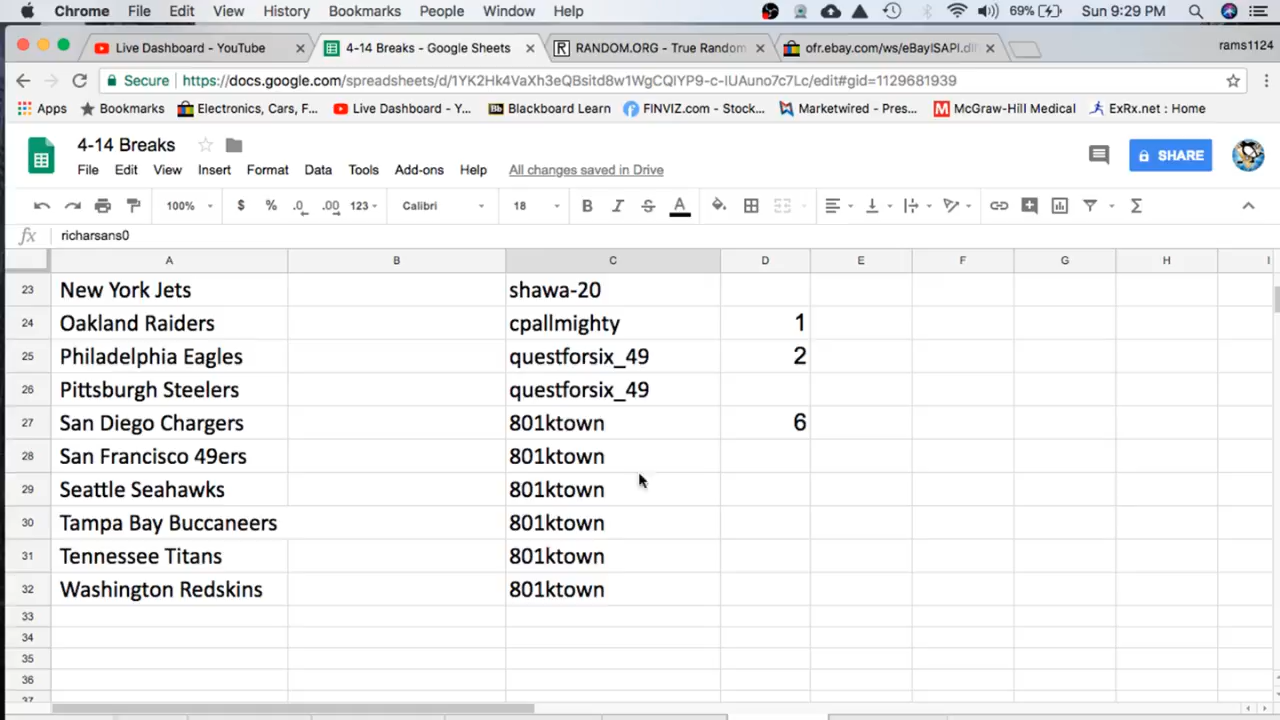 Chrome File Edit View History Bookmarks People Window Help 69% Sun 9:29 PM
Live Dashboard - YouTube 4-14 Breaks - Google Sheets RANDOM.ORG - True Random ofr.ebay.com/ws/eBayISAPI.dl rams1124
Secure https://docs.google.com/spreadsheets/d/1YK2Hk4VaXh3eQBsitd8w1WgCQIYP9-c-IUAuno7c7Lc/edit#gid=1129681939
Apps Bookmarks Electronics, Cars, F... Live Dashboard - Y... Bb Blackboard Learn FINVIZ.com - Stock... Marketwired - Pres... M McGraw-Hill Medical ExRx.net : Home
4-14 Breaks
SHARE
File Edit View Insert Format Data Tools Add-ons Help All changes saved in Drive
100% $ % .0 .00 123 Calibri 18 B I S A
fx richarsans0
A B C D E F G H I
23 New York Jets shawa-20
24 Oakland Raiders cpallmighty 1
25 Philadelphia Eagles questforsix_49 2
26 Pittsburgh Steelers questforsix_49
27 San Diego Chargers 801ktown 6
28 San Francisco 49ers 801ktown
29 Seattle Seahawks 801ktown
30 Tampa Bay Buccaneers 801ktown
31 Tennessee Titans 801ktown
32 Washington Redskins 801ktown
33
34
35
36
37